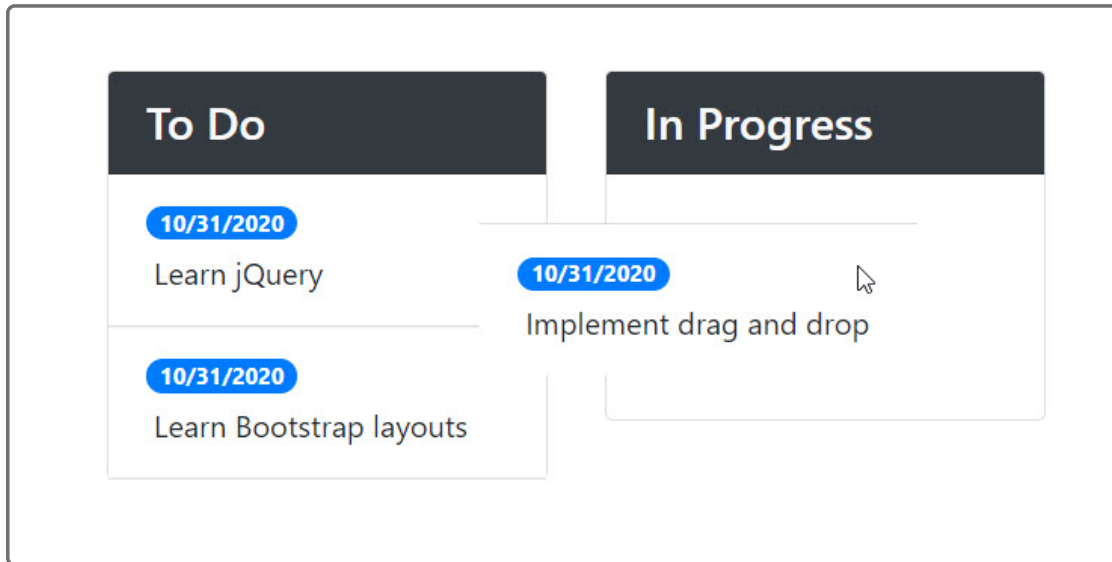 To Do
10/31/2020
Learn jQuery
10/31/2020
Learn Bootstrap layouts
In Progress
10/31/2020
Implement drag and drop